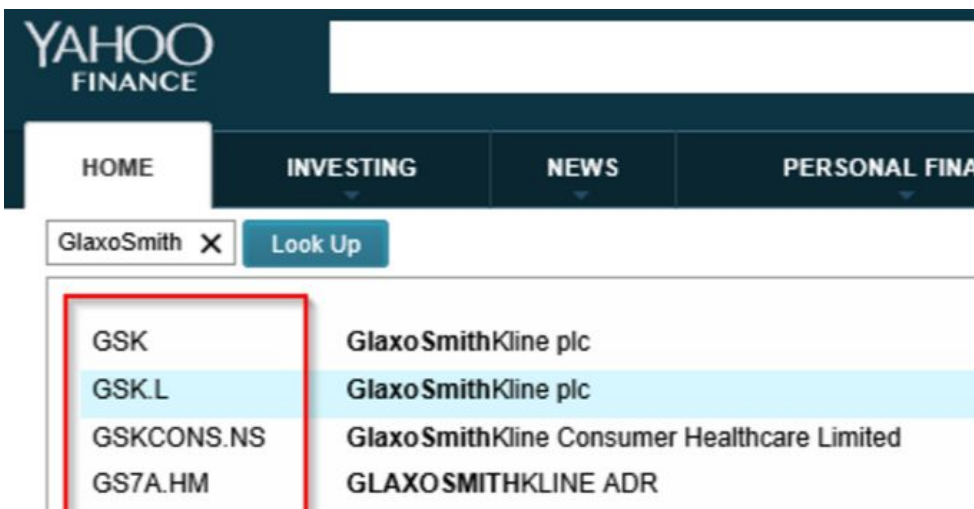 YAHOO
FINANCE
HOME INVESTING NEWS PERSONAL FINA
GlaxoSmith X Look Up
GSK GlaxoSmithKline plc
GSK.L GlaxoSmithKline plc
GSKCONS.NS GlaxoSmithKline Consumer Healthcare Limited
GS7A.HM GLAXOSMITHKLINE ADR